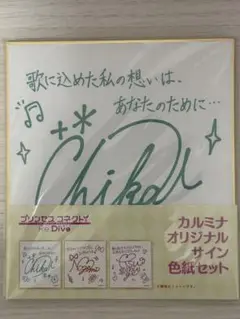 歌に込めた私の想いは、
あなたのために…
Chika
プリンセスコネクト!
Re:Dive
カルミナ
オリジナル
サイン
色紙セット
Chika